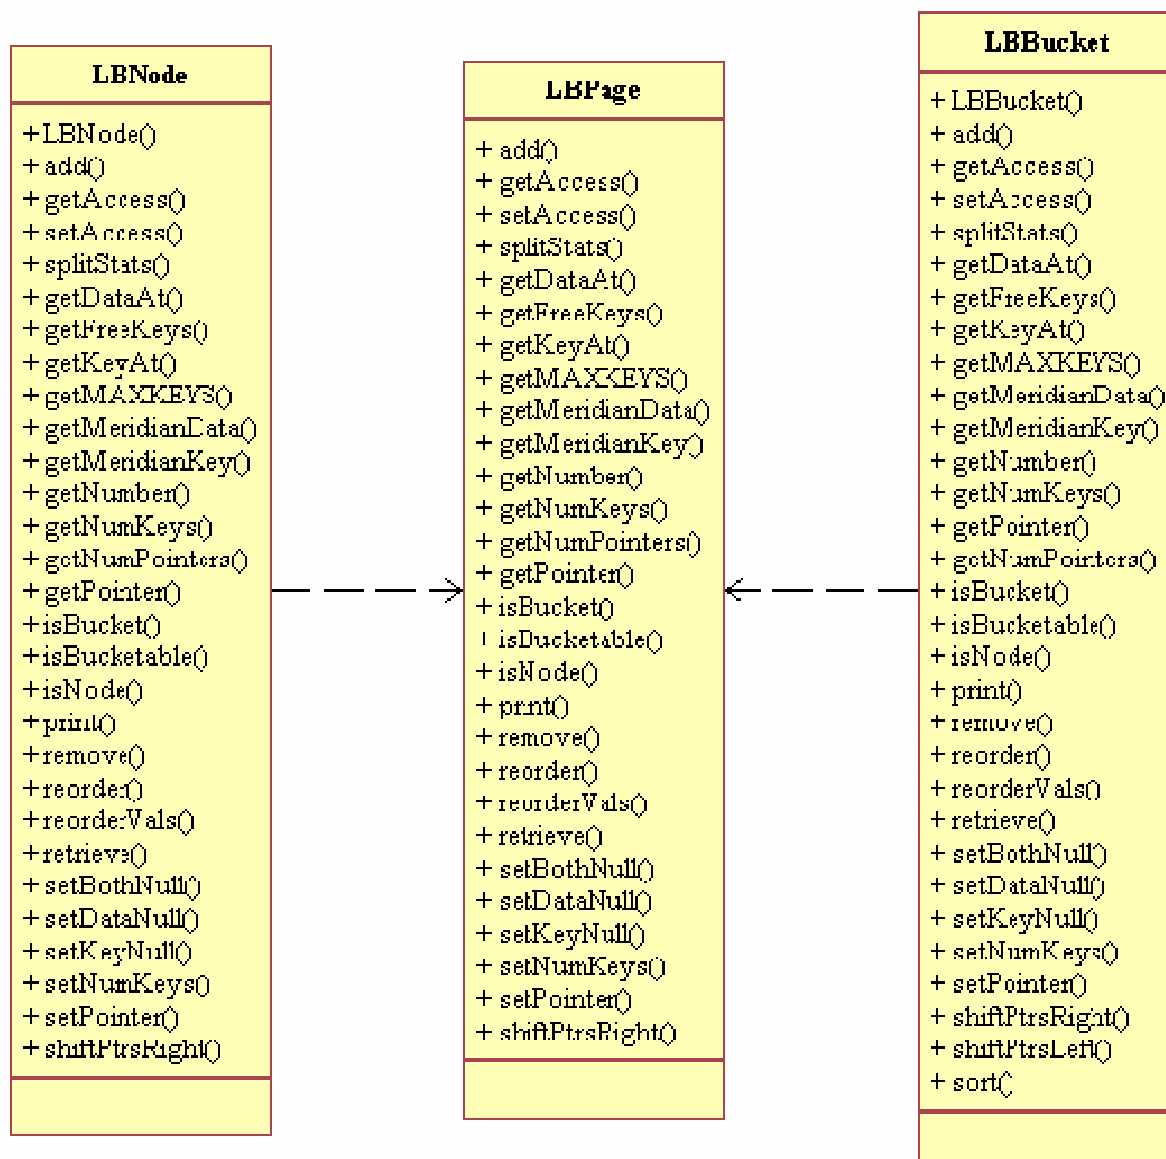 LBNode
+ LBNode()
+ add()
+ getAccess()
+ setAccess()
+ splitStats()
+ getDataAt()
+ getFreeKeys()
+ getKeyAt()
+ getMAXKEYS()
+ getMeridianData()
+ getMeridianKey()
+ getNumber()
+ getNumKeys()
+ getNumPointers()
+ getPointer()
+ isBucket()
+ isBucketable()
+ isNode()
+ print()
+ remove()
+ reorder()
+ reorderVals()
+ retrieve()
+ setBothNull()
+ setDataNull()
+ setKeyNull()
+ setNumKeys()
+ setPointer()
+ shiftPtrsRight()
LBPage
+ add()
+ getAccess()
+ setAccess()
+ splitStats()
+ getDataAt()
+ getFreeKeys()
+ getKeyAt()
+ getMAXKEYS()
+ getMeridianData()
+ getMeridianKey()
+ getNumber()
+ getNumKeys()
+ getNumPointers()
+ getPointer()
+ isBucket()
+ isBucketable()
+ isNode()
+ print()
+ remove()
+ reorder()
+ reorderVals()
+ retrieve()
+ setBothNull()
+ setDataNull()
+ setKeyNull()
+ setNumKeys()
+ setPointer()
+ shiftPtrsRight()
LBBucket
+ LBBucket()
+ add()
+ getAccess()
+ setAccess()
+ splitStats()
+ getDataAt()
+ getFreeKeys()
+ getKeyAt()
+ getMAXKEYS()
+ getMeridianData()
+ getMeridianKey()
+ getNumber()
+ getNumKeys()
+ getPointer()
+ getNumPointers()
+ isBucket()
+ isBucketable()
+ isNode()
+ print()
+ remove()
+ reorder()
+ reorderVals()
+ retrieve()
+ setBothNull()
+ setDataNull()
+ setKeyNull()
+ setNumKeys()
+ setPointer()
+ shiftPtrsRight()
+ shiftPtrsLeft()
+ sort()